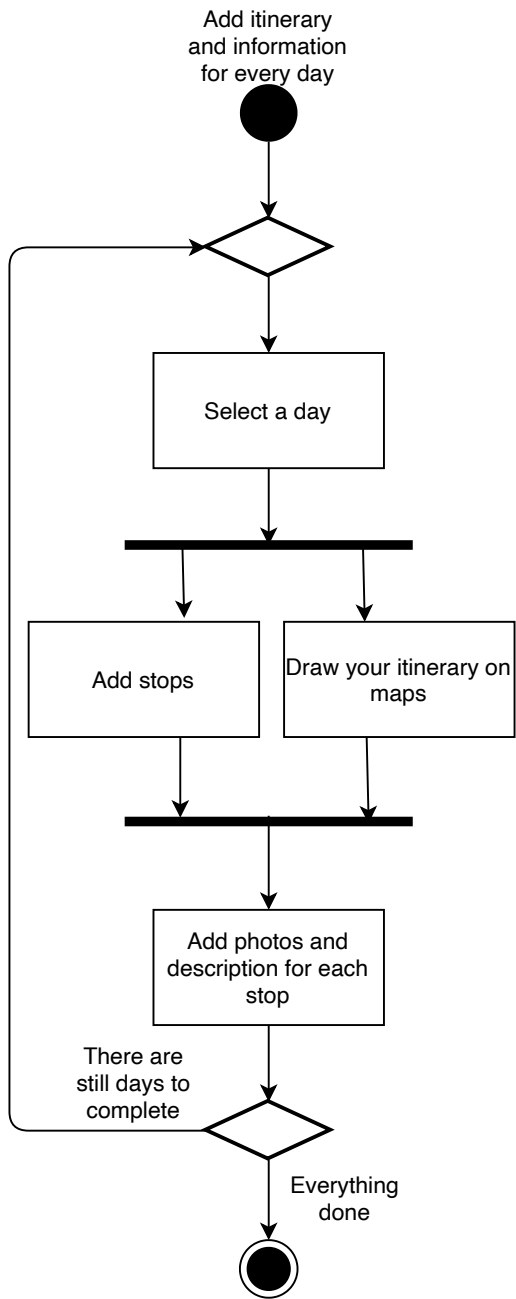 Add itinerary
and information
for every day
Select a day
Add stops
Draw your itinerary on
maps
Add photos and
description for each
stop
There are
still days to
complete
Everything
done